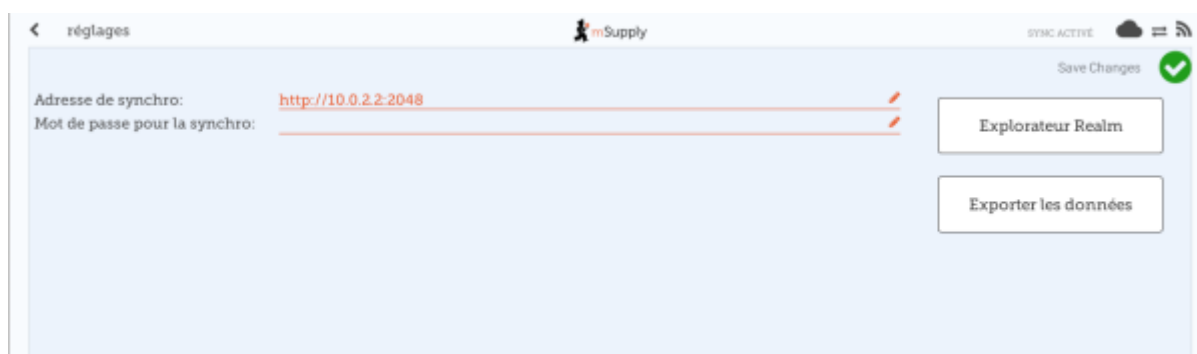 réglages
mSupply
SYNC ACTIVÉ
Save Changes
Adresse de synchro: http://10.0.2.2:2048
Mot de passe pour la synchro:
Explorateur Realm
Exporter les données